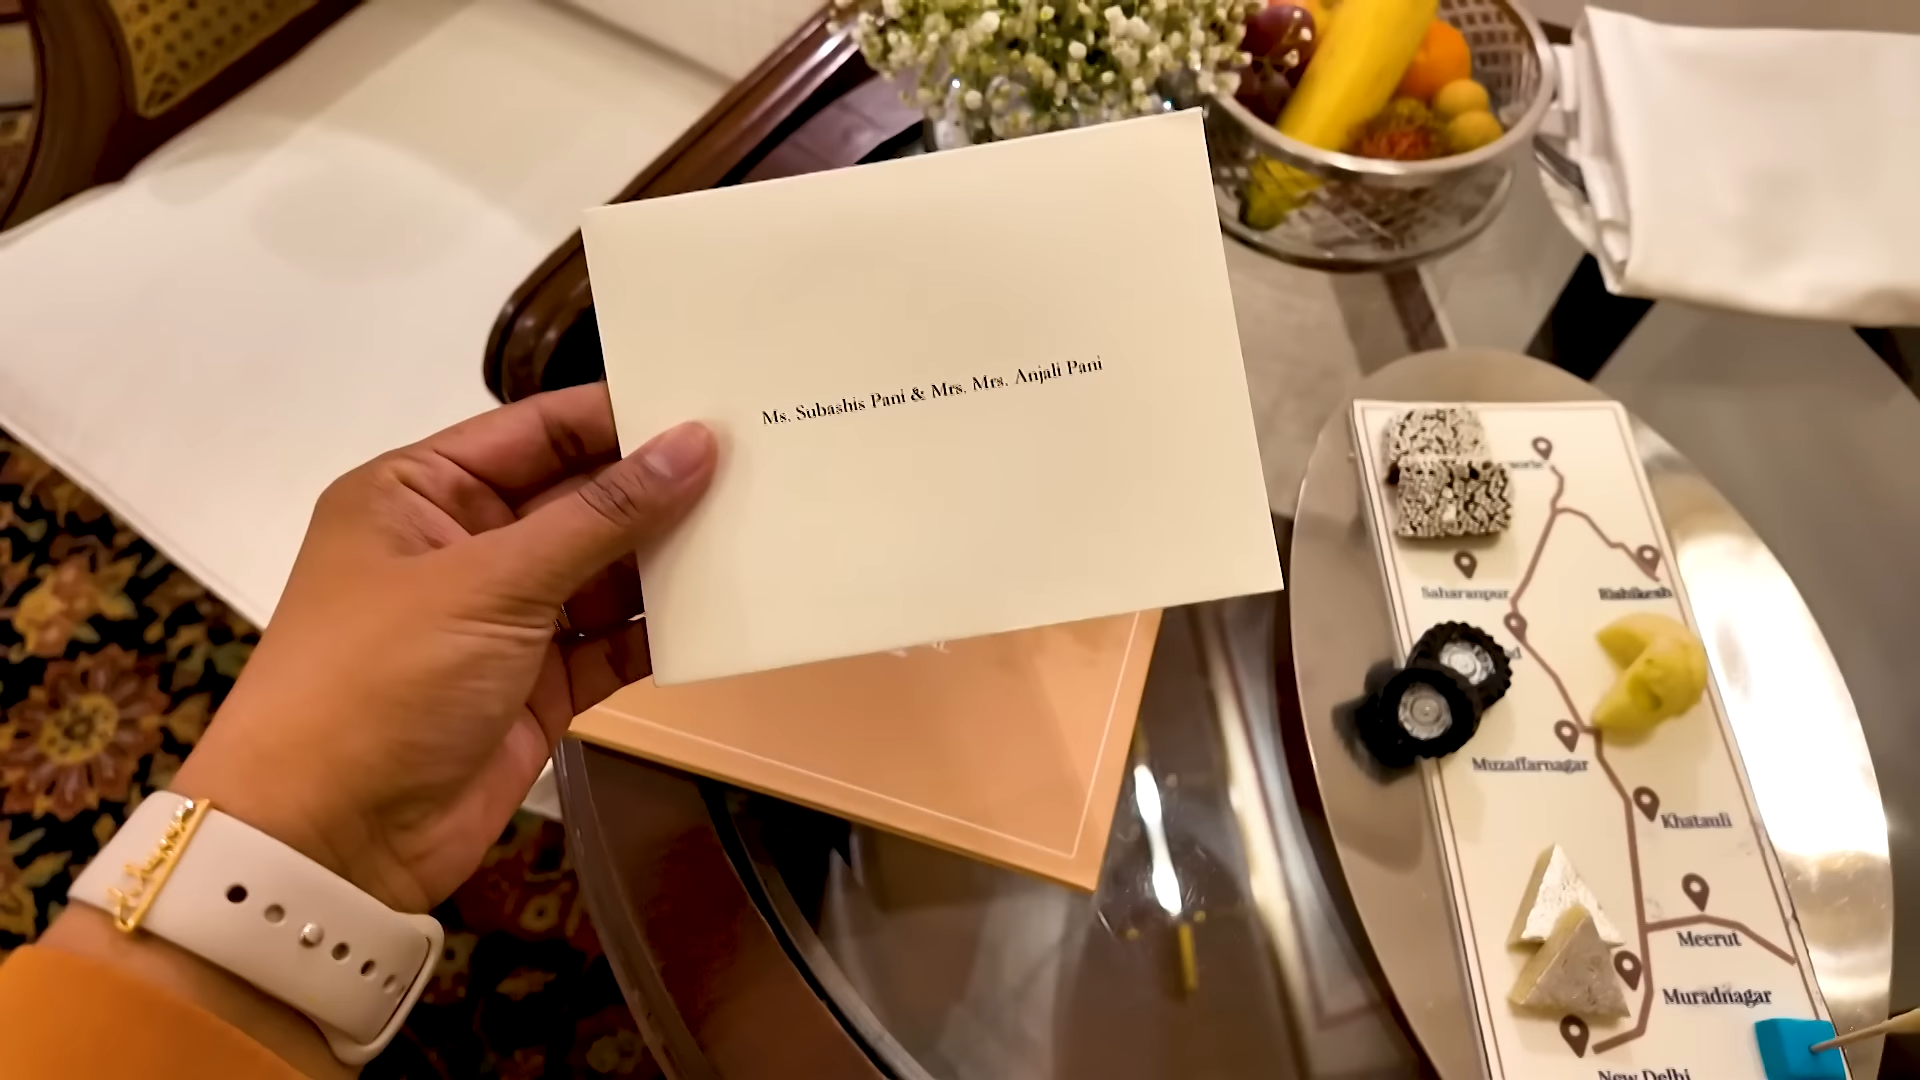 Ms. Subashis Pani & Mrs. Mrs. Anjali Pani
Saharanpur
Rishikesh
Muzaffarnagar
Khatauli
Meerut
Muradnagar
New Delhi